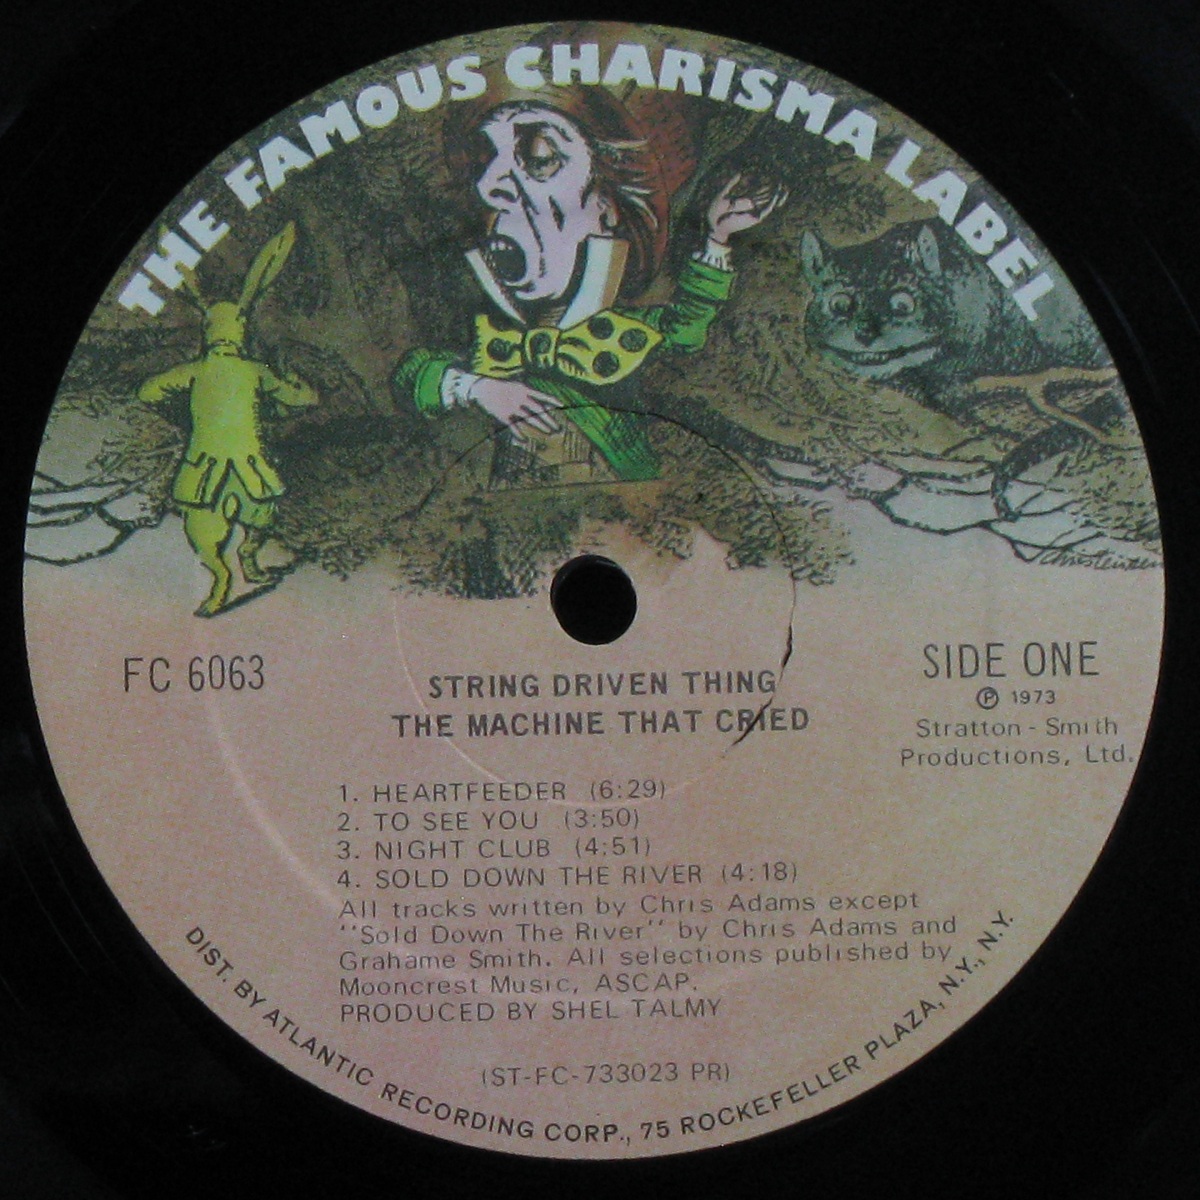 THE FAMOUS CHARISMA LABEL
Christensen
FC 6063
SIDE ONE
℗ 1973
Stratton - Smith
Productions, Ltd.
STRING DRIVEN THING
THE MACHINE THAT CRIED
1. HEARTFEEDER (6:29)
2. TO SEE YOU (3:50)
3. NIGHT CLUB (4:51)
4. SOLD DOWN THE RIVER (4:18)
All tracks written by Chris Adams except
"Sold Down The River" by Chris Adams and
Grahame Smith. All selections published by
Mooncrest Music, ASCAP.
PRODUCED BY SHEL TALMY
(ST-FC-733023 PR)
DIST. BY ATLANTIC RECORDING CORP., 75 ROCKEFELLER PLAZA, N.Y., N.Y.